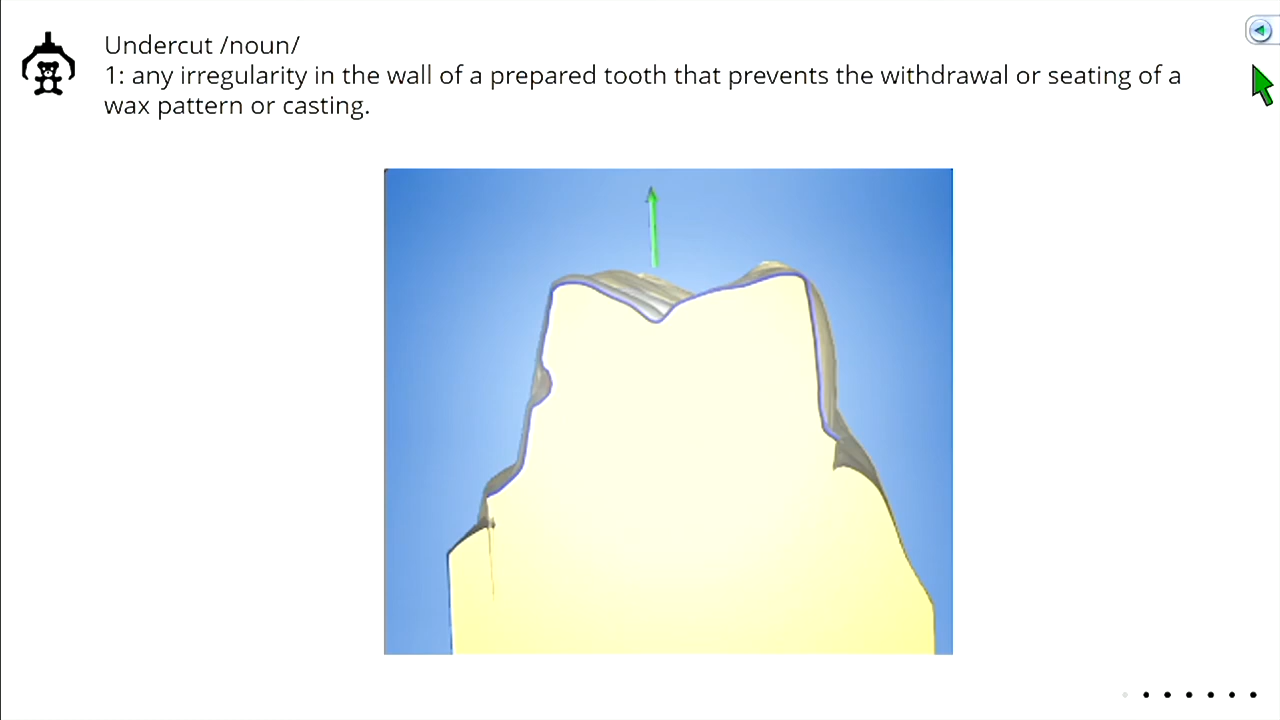 Undercut /noun/
1: any irregularity in the wall of a prepared tooth that prevents the withdrawal or seating of a
wax pattern or casting.